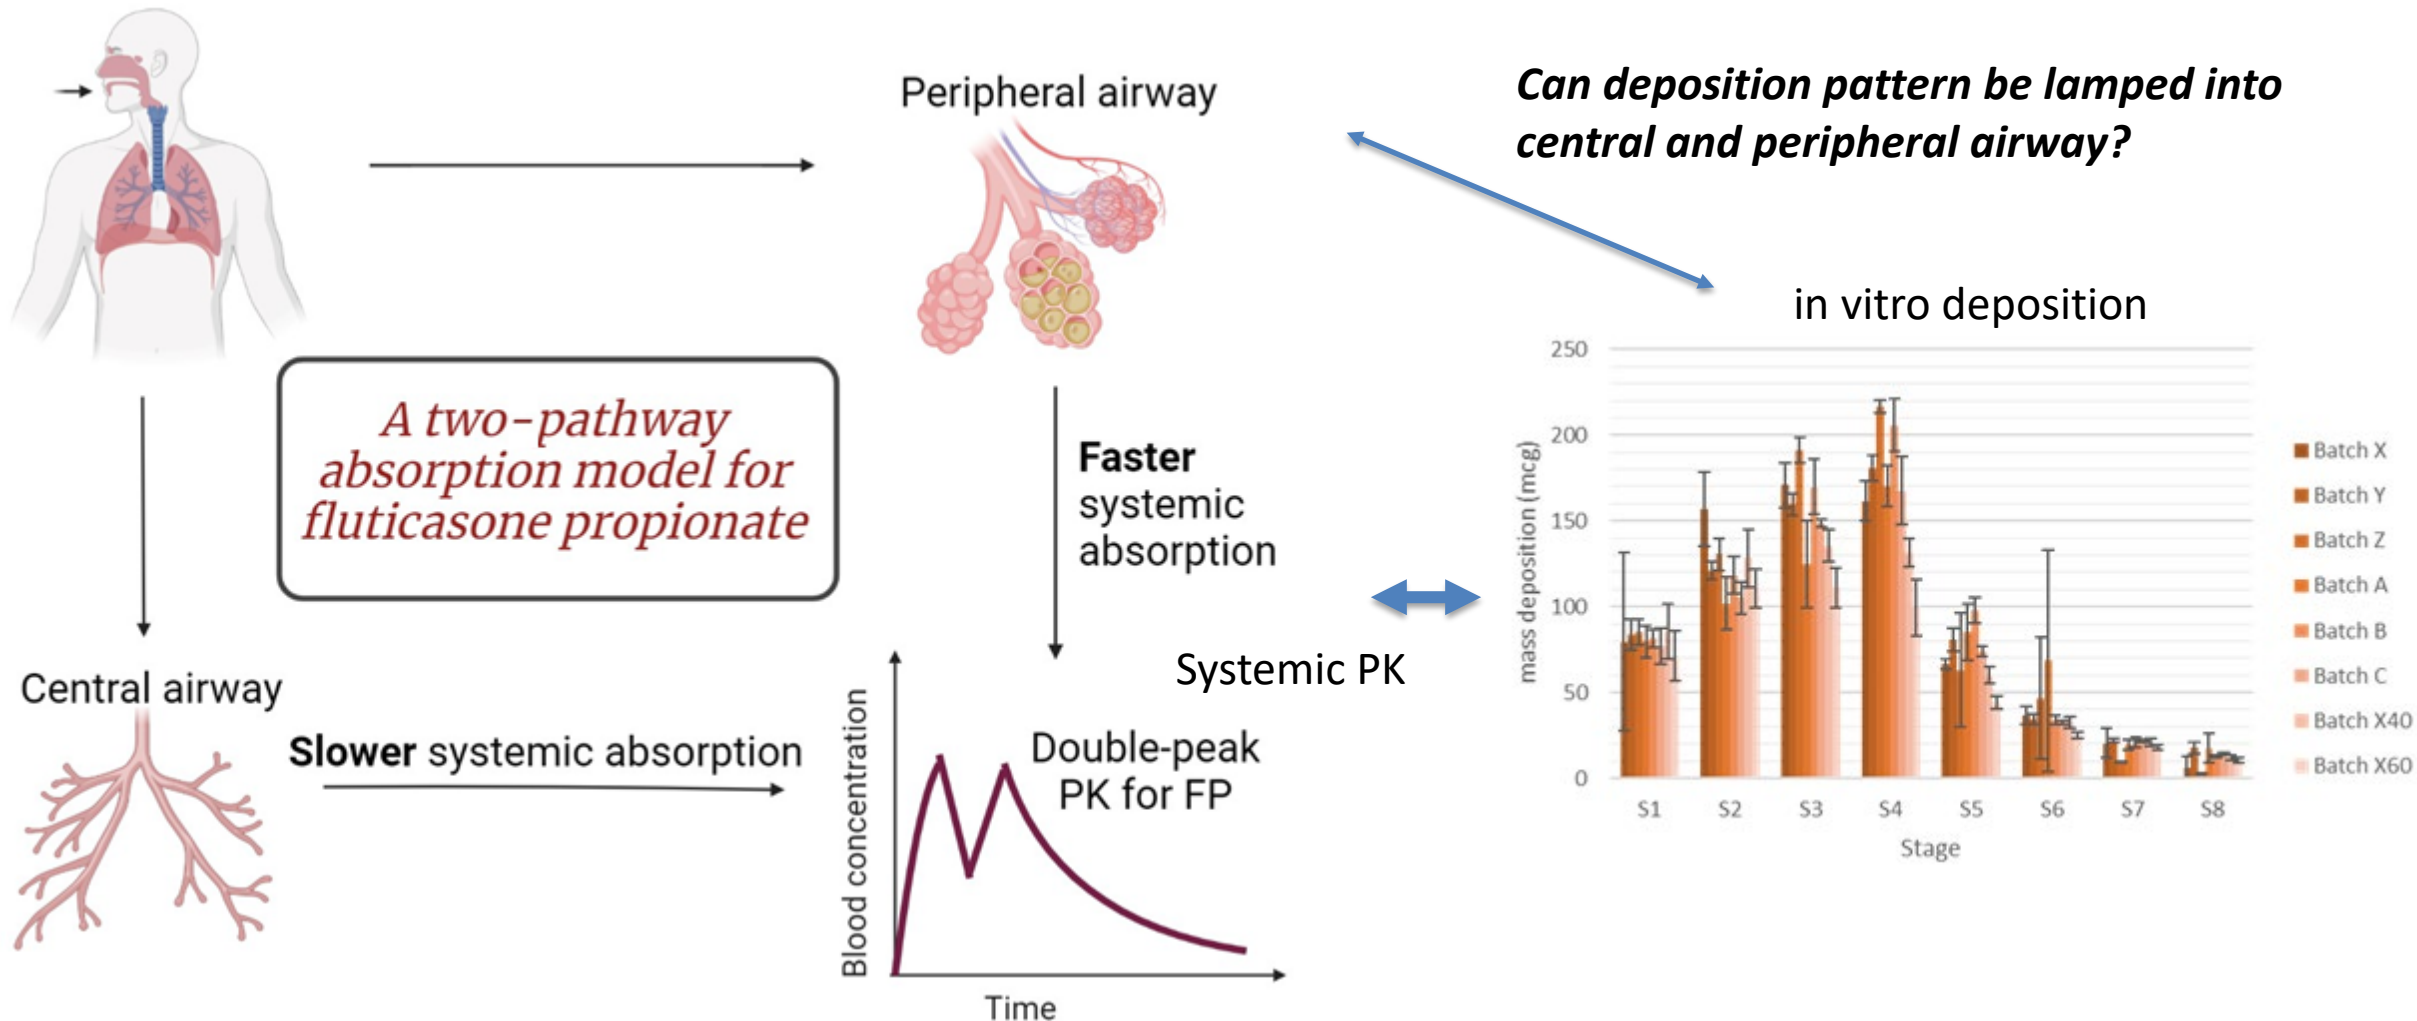 Peripheral airway
Can deposition pattern be lamped into
central and peripheral airway?
A two-pathway
absorption model for
fluticasone propionate
Faster
systemic
absorption
Central airway
Slower systemic absorption
Systemic PK
Double-peak
PK for FP
Blood concentration
Time
in vitro deposition
250
200
150
100
50
0
mass deposition (mcg)
S1 S2 S3 S4 S5 S6 S7 S8
Stage
Batch X
Batch Y
Batch Z
Batch A
Batch B
Batch C
Batch X40
Batch X60